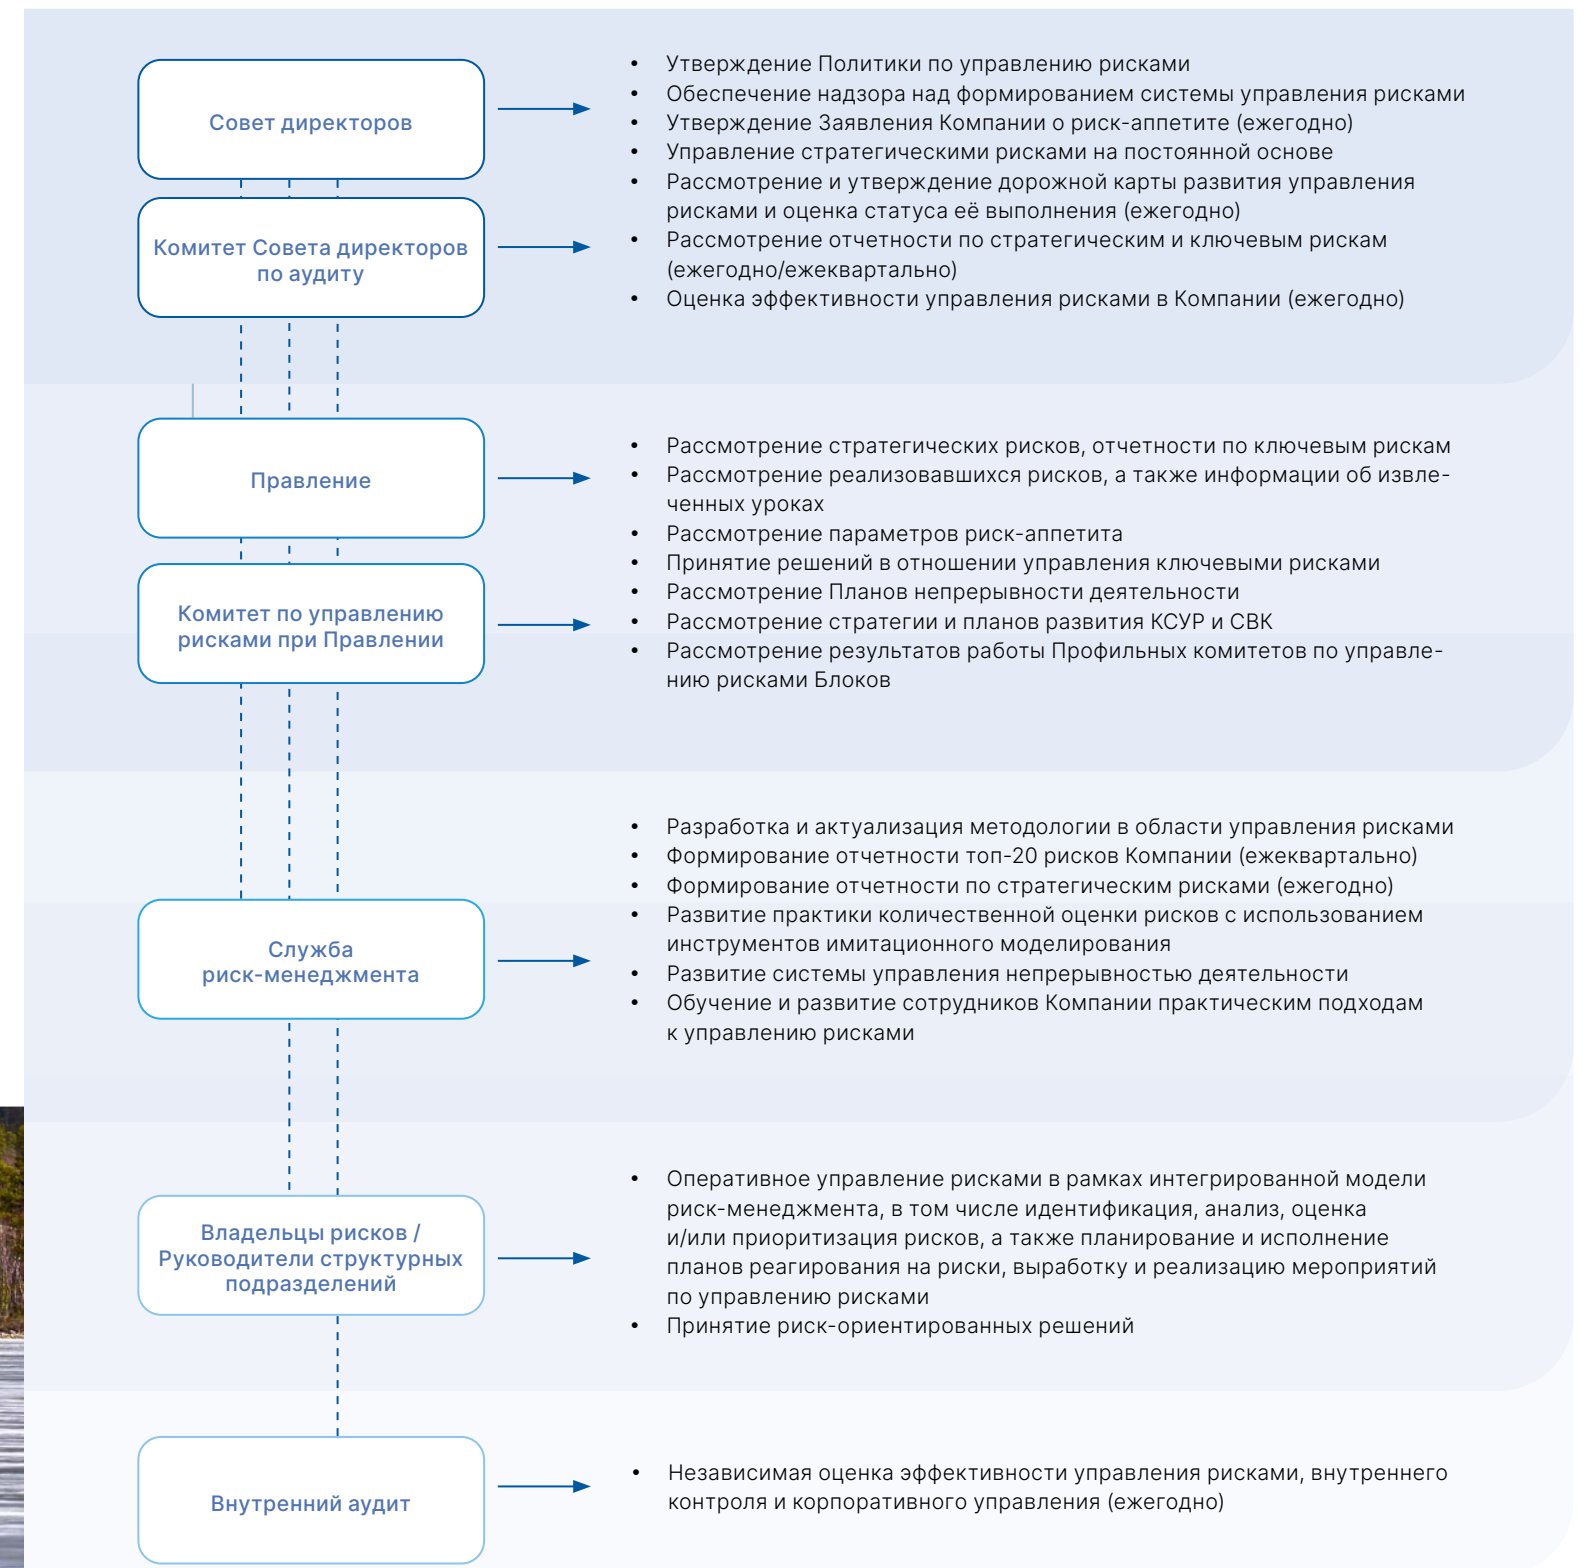 Совет директоров
• Утверждение Политики по управлению рисками
• Обеспечение надзора над формированием системы управления рисками
• Утверждение Заявления Компании о риск-аппетите (ежегодно)
• Управление стратегическими рисками на постоянной основе
• Рассмотрение и утверждение дорожной карты развития управления
рисками и оценка статуса её выполнения (ежегодно)
Комитет Совета директоров
по аудиту
• Рассмотрение отчетности по стратегическим и ключевым рискам
(ежегодно/ежеквартально)
• Оценка эффективности управления рисками в Компании (ежегодно)
Правление
• Рассмотрение стратегических рисков, отчетности по ключевым рискам
• Рассмотрение реализовавшихся рисков, а также информации об извле-
ченных уроках
• Рассмотрение параметров риск-аппетита
• Принятие решений в отношении управления ключевыми рисками
Комитет по управлению
рисками при Правлении
• Рассмотрение Планов непрерывности деятельности
• Рассмотрение стратегии и планов развития КСУР и СВК
• Рассмотрение результатов работы Профильных комитетов по управле-
нию рисками Блоков
Служба
риск-менеджмента
• Разработка и актуализация методологии в области управления рисками
• Формирование отчетности топ-20 рисков Компании (ежеквартально)
• Формирование отчетности по стратегическим рисками (ежегодно)
• Развитие практики количественной оценки рисков с использованием
инструментов имитационного моделирования
• Развитие системы управления непрерывностью деятельности
• Обучение и развитие сотрудников Компании практическим подходам
к управлению рисками
Владельцы рисков /
Руководители структурных
подразделений
• Оперативное управление рисками в рамках интегрированной модели
риск-менеджмента, в том числе идентификация, анализ, оценка
и/или приоритизация рисков, а также планирование и исполнение
планов реагирования на риски, выработку и реализацию мероприятий
по управлению рисками
• Принятие риск-ориентированных решений
Внутренний аудит
• Независимая оценка эффективности управления рисками, внутреннего
контроля и корпоративного управления (ежегодно)